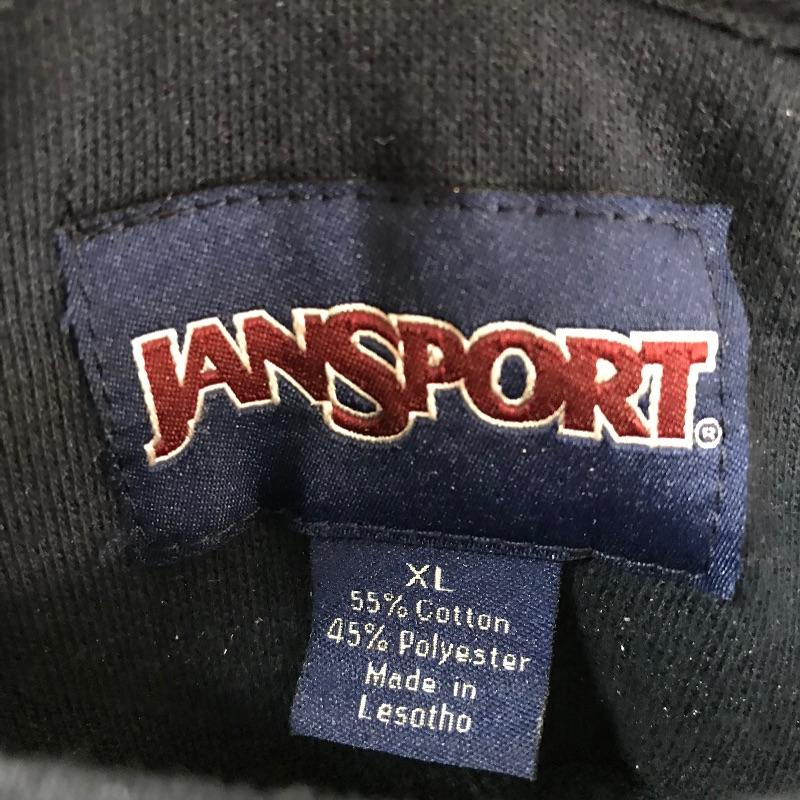 JANSPORT®
XL
55% Cotton
45% Polyester
Made in
Lesotho